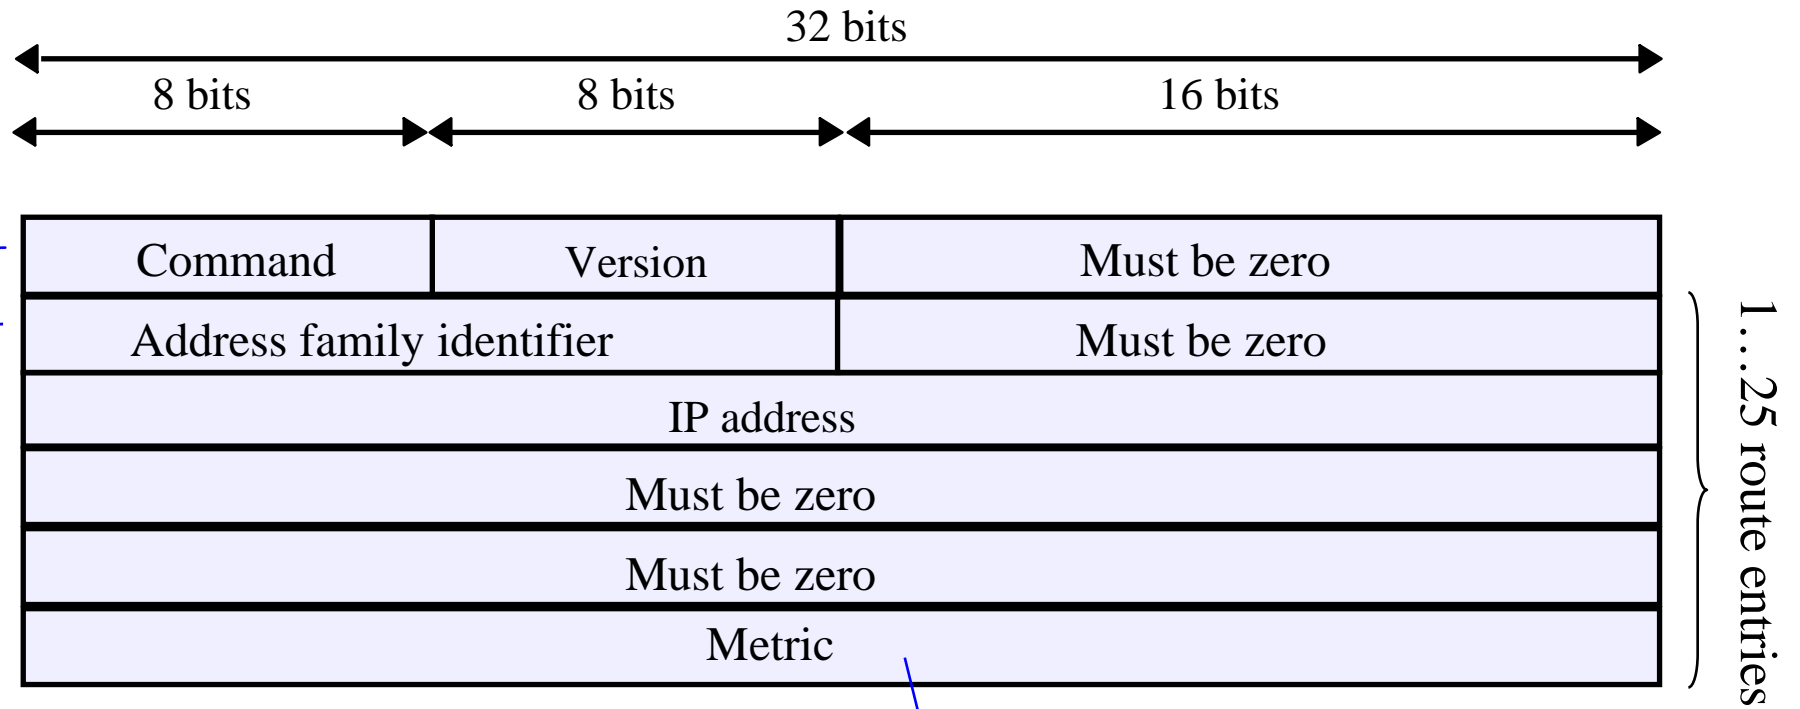 32 bits
8 bits
8 bits
16 bits
Command
Version
Must be zero
Address family identifier
Must be zero
IP address
Must be zero
Must be zero
Metric
1…25 route entries